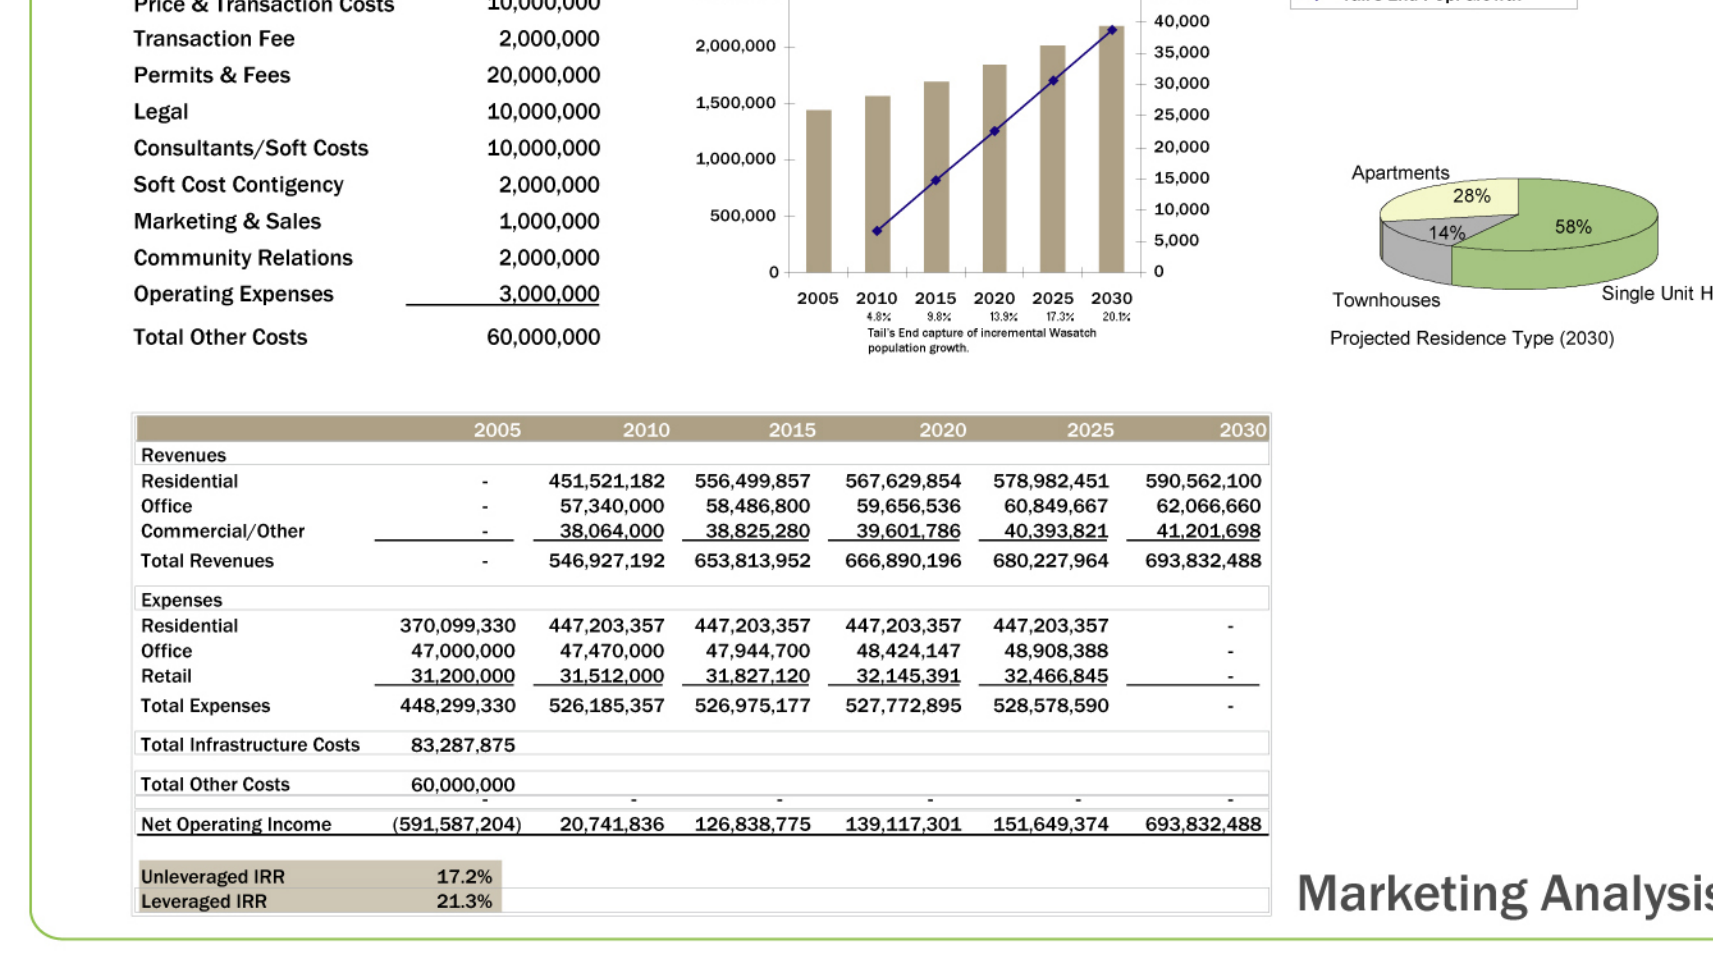 Price & Transaction Costs 10,000,000
Transaction Fee 2,000,000
Permits & Fees 20,000,000
Legal 10,000,000
Consultants/Soft Costs 10,000,000
Soft Cost Contigency 2,000,000
Marketing & Sales 1,000,000
Community Relations 2,000,000
Operating Expenses 3,000,000
Total Other Costs 60,000,000
2,000,000
1,500,000
1,000,000
500,000
0
40,000
35,000
30,000
25,000
20,000
15,000
10,000
5,000
0
2005 2010 2015 2020 2025 2030
4.8% 9.8% 13.9% 17.3% 20.1%
Tail's End capture of incremental Wasatch
population growth.
Apartments
28%
58%
14%
Townhouses
Single Unit H
Projected Residence Type (2030)
2005 2010 2015 2020 2025 2030
Revenues
Residential - 451,521,182 556,499,857 567,629,854 578,982,451 590,562,100
Office - 57,340,000 58,486,800 59,656,536 60,849,667 62,066,660
Commercial/Other - 38,064,000 38,825,280 39,601,786 40,393,821 41,201,698
Total Revenues - 546,927,192 653,813,952 666,890,196 680,227,964 693,832,488
Expenses
Residential 370,099,330 447,203,357 447,203,357 447,203,357 447,203,357 -
Office 47,000,000 47,470,000 47,944,700 48,424,147 48,908,388 -
Retail 31,200,000 31,512,000 31,827,120 32,145,391 32,466,845 -
Total Expenses 448,299,330 526,185,357 526,975,177 527,772,895 528,578,590 -
Total Infrastructure Costs 83,287,875
Total Other Costs 60,000,000
- - - - - -
Net Operating Income (591,587,204) 20,741,836 126,838,775 139,117,301 151,649,374 693,832,488
Unleveraged IRR 17.2%
Leveraged IRR 21.3%
Marketing Analysis